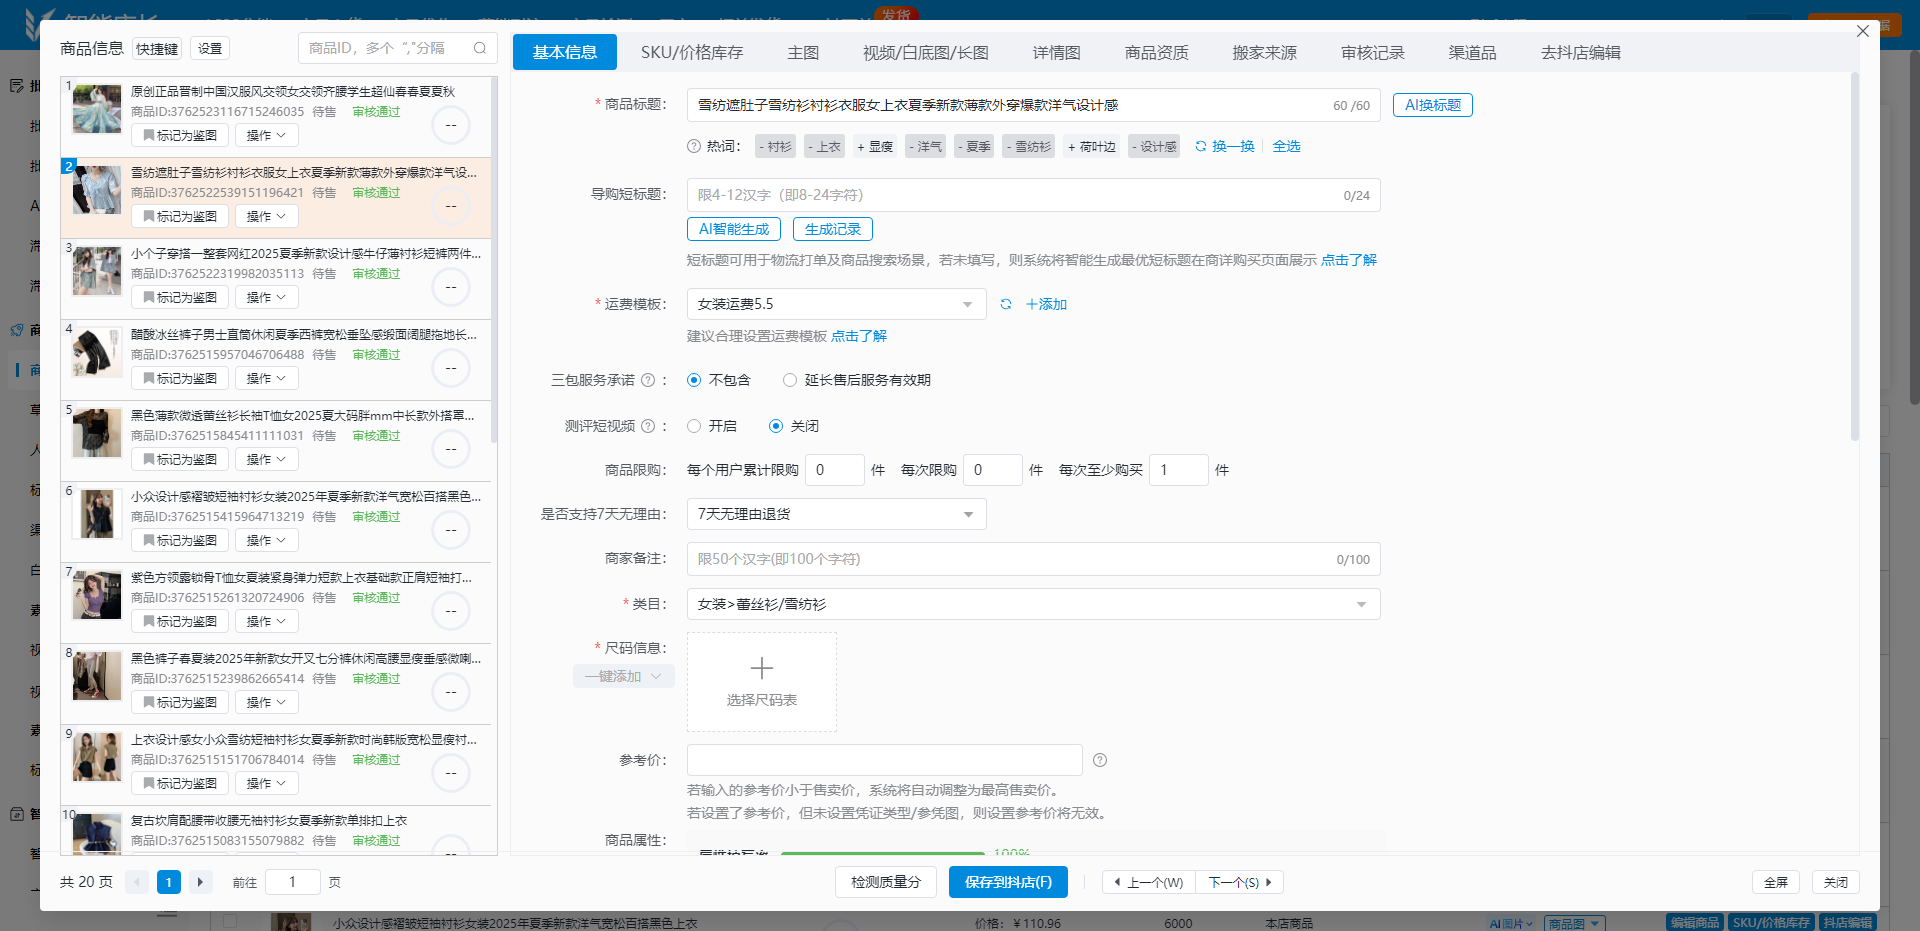 商品信息 快捷键 设置 商品ID，多个“,”分隔
基本信息 SKU/价格库存 主图 视频/白底图/长图 详情图 商品资质 搬家来源 审核记录 渠道品 去抖店编辑
1 原创正品晋制中国汉服风交领女交领齐腰学生超仙春春夏夏秋
商品ID:3762523116715246035 待售 审核通过
标记为鉴图 操作 --
2 雪纺遮肚子雪纺衫衬衫衣服女上衣夏季新款薄款外穿爆款洋气设...
商品ID:3762522539151196421 待售 审核通过
标记为鉴图 操作 --
3 小个子穿搭一整套网红2025夏季新款设计感牛仔薄衬衫短裤两件...
商品ID:3762522319982035113 待售 审核通过
标记为鉴图 操作 --
4 醋酸冰丝裤子男士直筒休闲夏季西裤宽松垂坠感缎面阔腿拖地长...
商品ID:3762515957046706488 待售 审核通过
标记为鉴图 操作 --
5 黑色薄款微透蕾丝衫长袖T恤女2025夏大码胖mm中长款外搭罩...
商品ID:3762515845411111031 待售 审核通过
标记为鉴图 操作 --
6 小众设计感褶皱短袖衬衫女装2025年夏季新款洋气宽松百搭黑色...
商品ID:3762515415964713219 待售 审核通过
标记为鉴图 操作 --
7 紫色方领露锁骨T恤女夏装紧身弹力短款上衣基础款正肩短袖打...
商品ID:3762515261320724906 待售 审核通过
标记为鉴图 操作 --
8 黑色裤子春夏装2025年新款女开叉七分裤休闲高腰显瘦垂感微喇...
商品ID:3762515239862665414 待售 审核通过
标记为鉴图 操作 --
9 上衣设计感女小众雪纺短袖衬衫女夏季新款时尚韩版宽松显瘦衬...
商品ID:3762515151706784014 待售 审核通过
标记为鉴图 操作 --
10 复古坎肩配腰带收腰无袖衬衫女夏季新款单排扣上衣
商品ID:3762515083155079882 待售 审核通过
*商品标题: 雪纺遮肚子雪纺衫衬衫衣服女上衣夏季新款薄款外穿爆款洋气设计感 60 /60 AI换标题
热词: - 衬衫 - 上衣 + 显瘦 - 洋气 - 夏季 - 雪纺衫 + 荷叶边 - 设计感 换一换 全选
导购短标题: 限4-12汉字（即8-24字符） 0/24
AI智能生成 生成记录
短标题可用于物流打单及商品搜索场景，若未填写，则系统将智能生成最优短标题在商详购买页面展示 点击了解
*运费模板: 女装运费5.5 添加
建议合理设置运费模板 点击了解
三包服务承诺 : 不包含 延长售后服务有效期
测评短视频 : 开启 关闭
商品限购: 每个用户累计限购 0 件 每次限购 0 件 每次至少购买 1 件
是否支持7天无理由: 7天无理由退货
商家备注: 限50个汉字(即100个字符) 0/100
*类目: 女装>蕾丝衫/雪纺衫
*尺码信息:
一键添加
选择尺码表
参考价:
若输入的参考价小于售卖价，系统将自动调整为最高售卖价。
若设置了参考价，但未设置凭证类型/参凭图，则设置参考价将无效。
商品属性:
100%
共 20 页 1 前往 1 页 检测质量分 保存到抖店(F) 上一个(W) 下一个(S) 全屏 关闭
小众设计感褶皱短袖衬衫女装2025年夏季新款洋气宽松百搭黑色上衣 价格: ￥110.96 6000 本店商品 AI图片 商品图 编辑商品 SKU/价格库存 抖店编辑